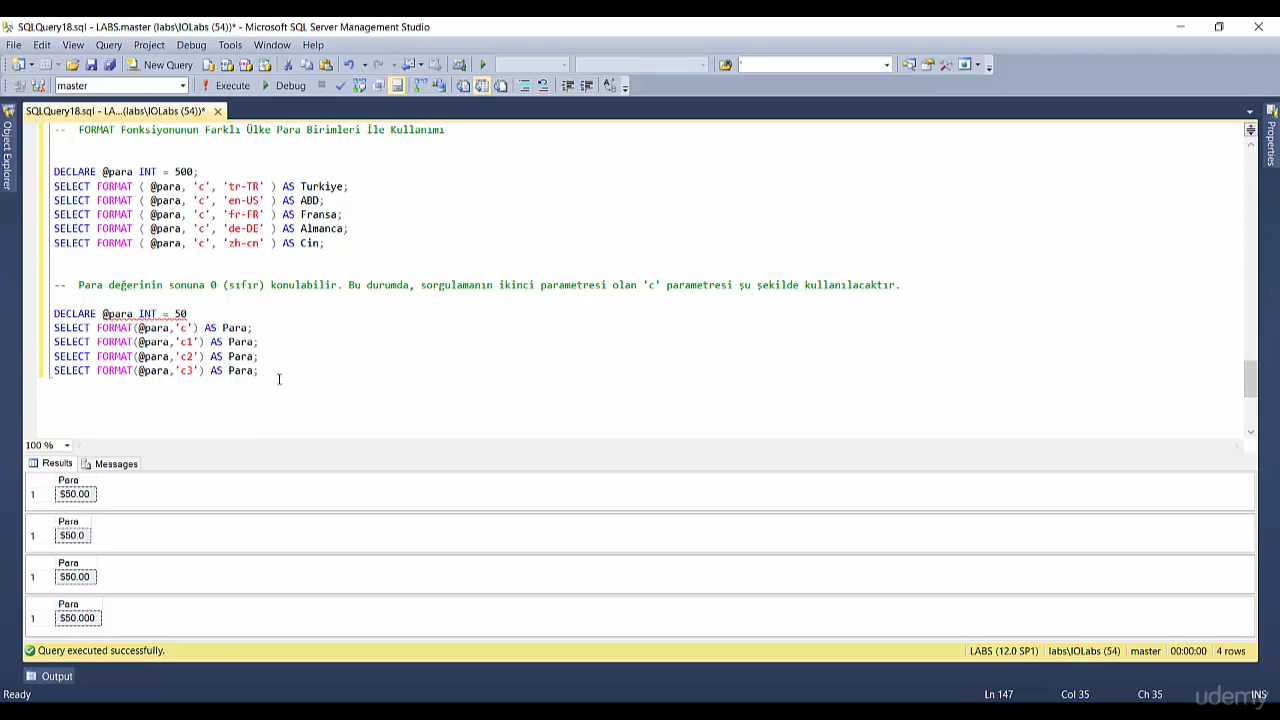 SQLQuery18.sql - LABS.master (labs\IOLabs (54))* - Microsoft SQL Server Management Studio
File Edit View Query Project Debug Tools Window Help
New Query
master Execute Debug
SQLQuery18.sql - LA...(labs\IOLabs (54))*
Object Explorer
Properties
-- FORMAT Fonksiyonunun Farklı Ülke Para Birimleri İle Kullanımı
DECLARE @para INT = 500;
SELECT FORMAT ( @para, 'c', 'tr-TR' ) AS Turkiye;
SELECT FORMAT ( @para, 'c', 'en-US' ) AS ABD;
SELECT FORMAT ( @para, 'c', 'fr-FR' ) AS Fransa;
SELECT FORMAT ( @para, 'c', 'de-DE' ) AS Almanca;
SELECT FORMAT ( @para, 'c', 'zh-cn' ) AS Cin;
-- Para değerinin sonuna 0 (sıfır) konulabilir. Bu durumda, sorgulamanın ikinci parametresi olan 'c' parametresi şu şekilde kullanılacaktır.
DECLARE @para INT = 50
SELECT FORMAT(@para,'c') AS Para;
SELECT FORMAT(@para,'c1') AS Para;
SELECT FORMAT(@para,'c2') AS Para;
SELECT FORMAT(@para,'c3') AS Para;
100 %
Results Messages
Para
1 $50.00
Para
1 $50.0
Para
1 $50.00
Para
1 $50.000
Query executed successfully. LABS (12.0 SP1) labs\IOLabs (54) master 00:00:00 4 rows
Output
Ready Ln 147 Col 35 Ch 35 INS
udemy